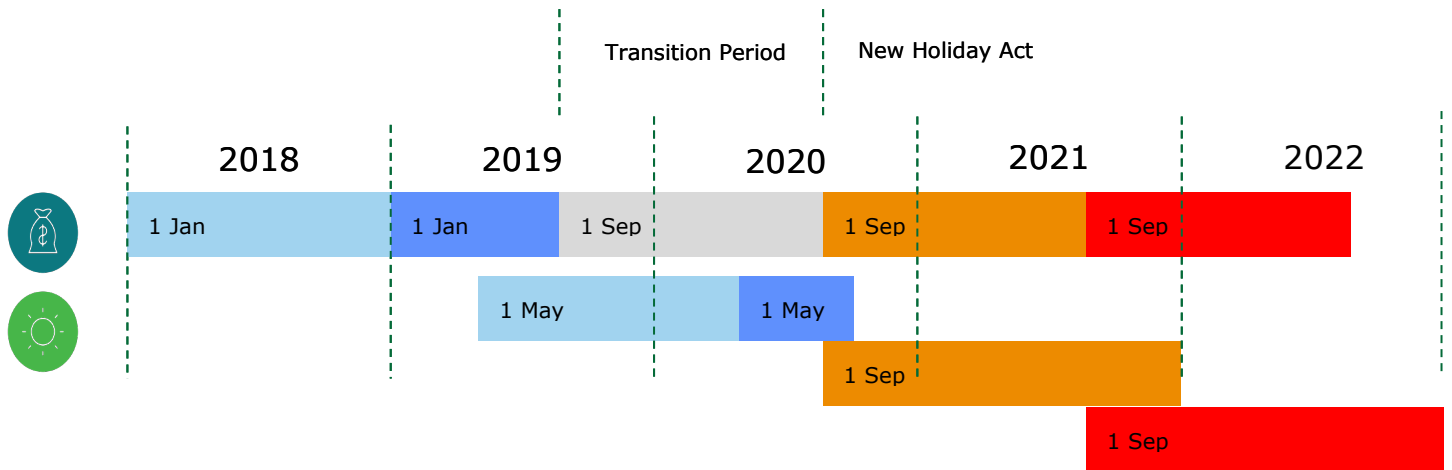 Transition Period
New Holiday Act
2018
2019
2020
2021
2022
1 Jan
1 Jan
1 Sep
1 Sep
1 Sep
1 May
1 May
1 Sep
1 Sep